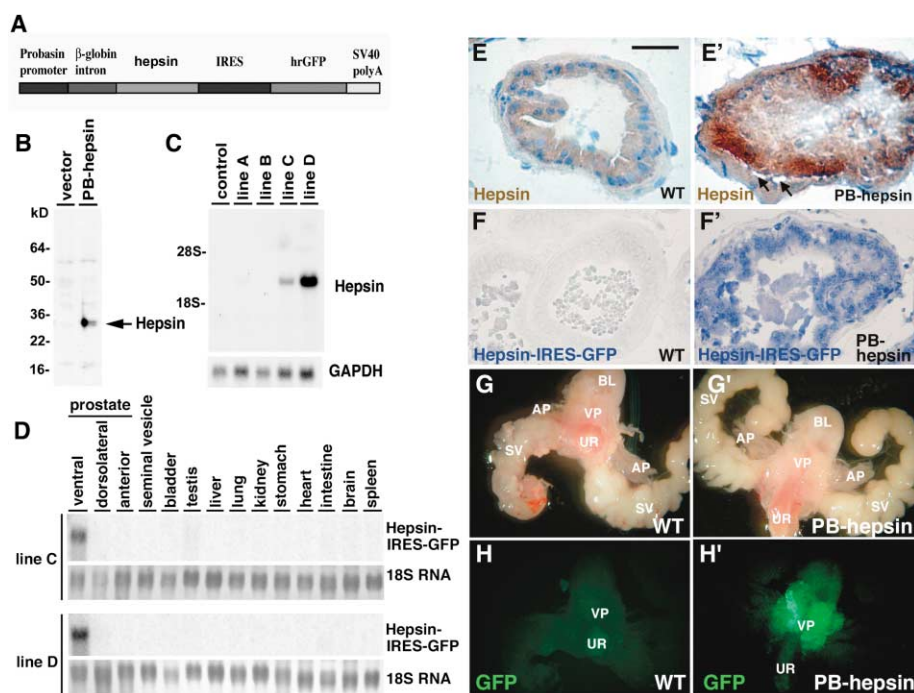 A
Probasin promoter β-globin intron hepsin IRES hrGFP SV40 polyA
B
vector
PB-hepsin
kD
64-
50-
36-
22-
16-
Hepsin
C
control
line A
line B
line C
line D
28S-
18S-
Hepsin
GAPDH
D
prostate
ventral
dorsolateral
anterior
seminal vesicle
bladder
testis
liver
lung
kidney
stomach
heart
intestine
brain
spleen
line C
Hepsin-
IRES-GFP
18S RNA
line D
Hepsin-
IRES-GFP
18S RNA
E
Hepsin WT
E'
Hepsin PB-hepsin
F
Hepsin-IRES-GFP WT
F'
PB-
Hepsin-IRES-GFP hepsin
G
BL
AP VP
SV UR
AP
SV
WT
G'
SV
BL SV
AP VP AP
UR
PB-hepsin
H
VP
UR
GFP WT
H'
VP
UR
GFP PB-hepsin